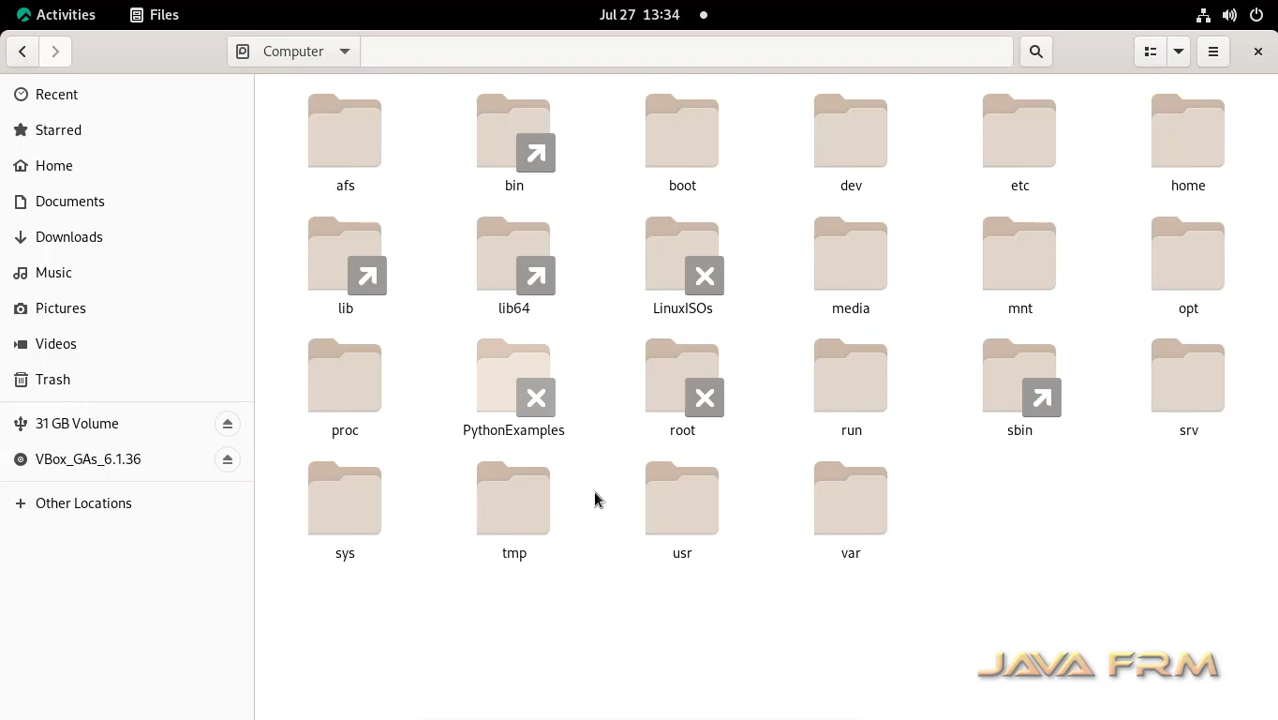 Activities Files Jul 27 13:34
Computer
Recent
Starred
Home
Documents
Downloads
Music
Pictures
Videos
Trash
31 GB Volume
VBox_GAs_6.1.36
Other Locations
afs bin boot dev etc home
lib lib64 LinuxISOs media mnt opt
proc PythonExamples root run sbin srv
sys tmp usr var
JAVA FRM